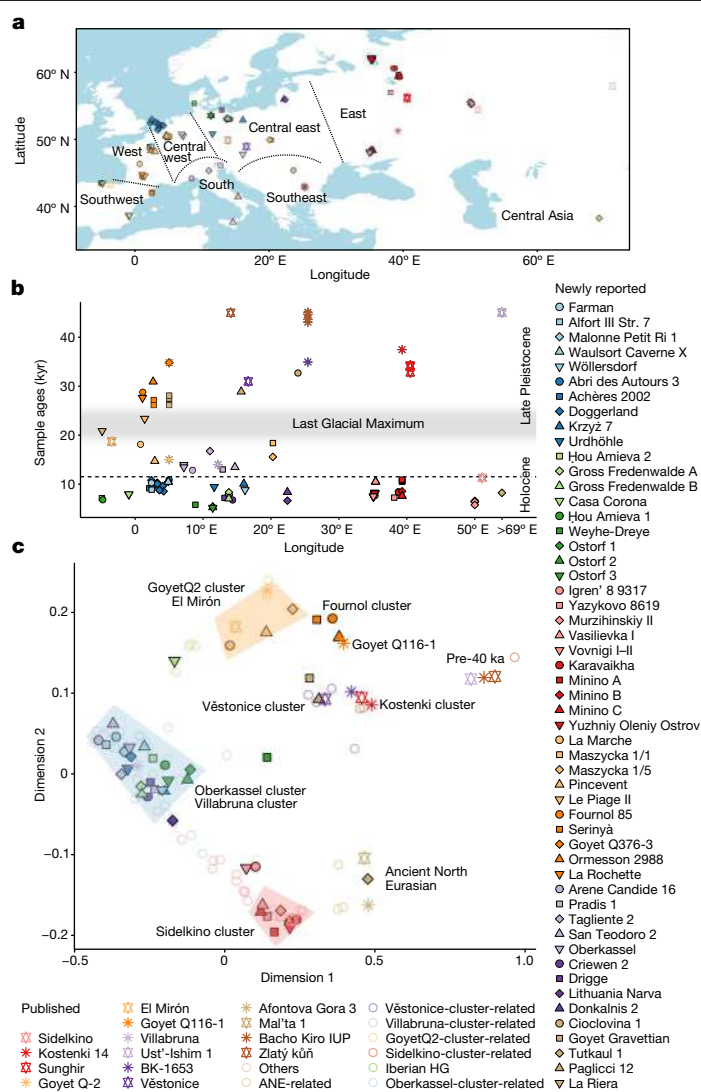 a
60° N
50° N
40° N
Latitude
East
Central east
Central
west
West
South
Southeast
Southwest
Central Asia
0
20° E
40° E
60° E
Longitude
b
40
30
20
10
Sample ages (kyr)
Last Glacial Maximum
Late Pleistocene
Holocene
0
10° E
20° E
30° E
40° E
50° E
>69° E
Longitude
c
0.2
0.1
0
−0.1
−0.2
Dimension 2
GoyetQ2 cluster
El Mirón
Fournol cluster
Goyet Q116-1
Pre-40 ka
Věstonice cluster
Kostenki cluster
Oberkassel cluster
Villabruna cluster
Ancient North
Eurasian
Sidelkino cluster
−0.5
0
0.5
1.0
Dimension 1
Newly reported
Farman
Alfort III Str. 7
Malonne Petit Ri 1
Waulsort Caverne X
Wöllersdorf
Abri des Autours 3
Achères 2002
Doggerland
Krzyż 7
Urdhöhle
Hou Amieva 2
Gross Fredenwalde A
Gross Fredenwalde B
Casa Corona
Hou Amieva 1
Weyhe-Dreye
Ostorf 1
Ostorf 2
Ostorf 3
Igren' 8 9317
Yazykovo 8619
Murzihinskiy II
Vasilievka I
Vovnigi I–II
Karavaikha
Minino A
Minino B
Minino C
Yuzhniy Oleniy Ostrov
La Marche
Maszycka 1/1
Maszycka 1/5
Pincevent
Le Piage II
Fournol 85
Serinyà
Goyet Q376-3
Ormesson 2988
La Rochette
Arene Candide 16
Pradis 1
Tagliente 2
San Teodoro 2
Oberkassel
Criewen 2
Drigge
Lithuania Narva
Donkalnis 2
Cioclovina 1
Goyet Gravettian
Tutkaul 1
Paglicci 12
La Riera
Published
Sidelkino
Kostenki 14
Sunghir
Goyet Q-2
El Mirón
Goyet Q116-1
Villabruna
Ust'-Ishim 1
BK-1653
Věstonice
Afontova Gora 3
Mal'ta 1
Bacho Kiro IUP
Zlatý kůň
Others
ANE-related
Věstonice-cluster-related
Villabruna-cluster-related
GoyetQ2-cluster-related
Sidelkino-cluster-related
Iberian HG
Oberkassel-cluster-related